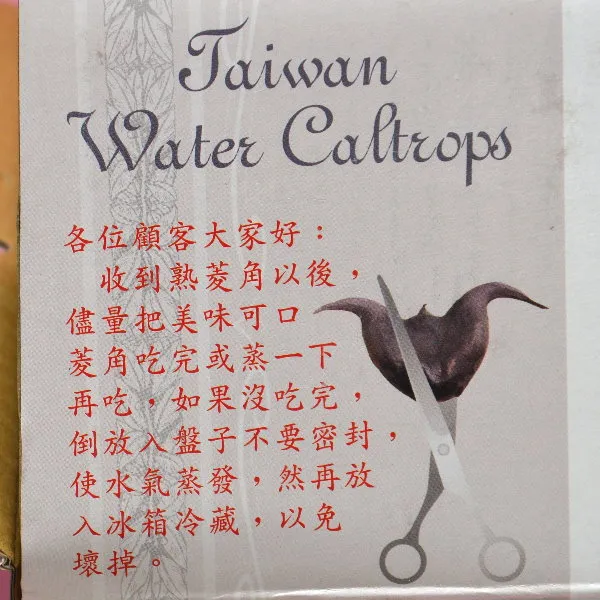 Taiwan
Water Caltrops
各位顧客大家好：
收到熟菱角以後，
儘量把美味可口
菱角吃完或蒸一下
再吃，如果沒吃完，
倒放入盤子不要密封，
使水氣蒸發，然再放
入冰箱冷藏，以免
壞掉。